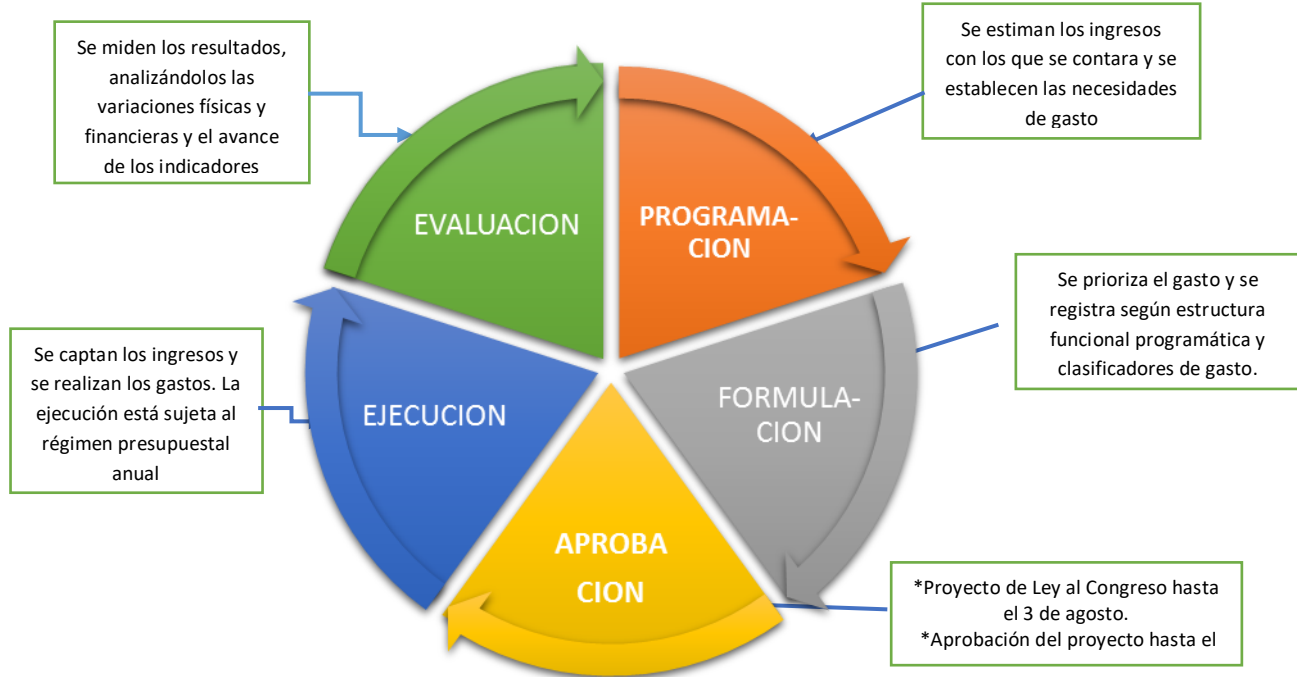 Se miden los resultados,
analizándolos las
variaciones físicas y
financieras y el avance
de los indicadores
Se estiman los ingresos
con los que se contara y se
establecen las necesidades
de gasto
EVALUACION
PROGRAMA-
CION
Se prioriza el gasto y se
registra según estructura
funcional programática y
clasificadores de gasto.
Se captan los ingresos y
se realizan los gastos. La
ejecución está sujeta al
régimen presupuestal
anual
EJECUCION
FORMULA-
CION
APROBA
CION
*Proyecto de Ley al Congreso hasta
el 3 de agosto.
*Aprobación del proyecto hasta el